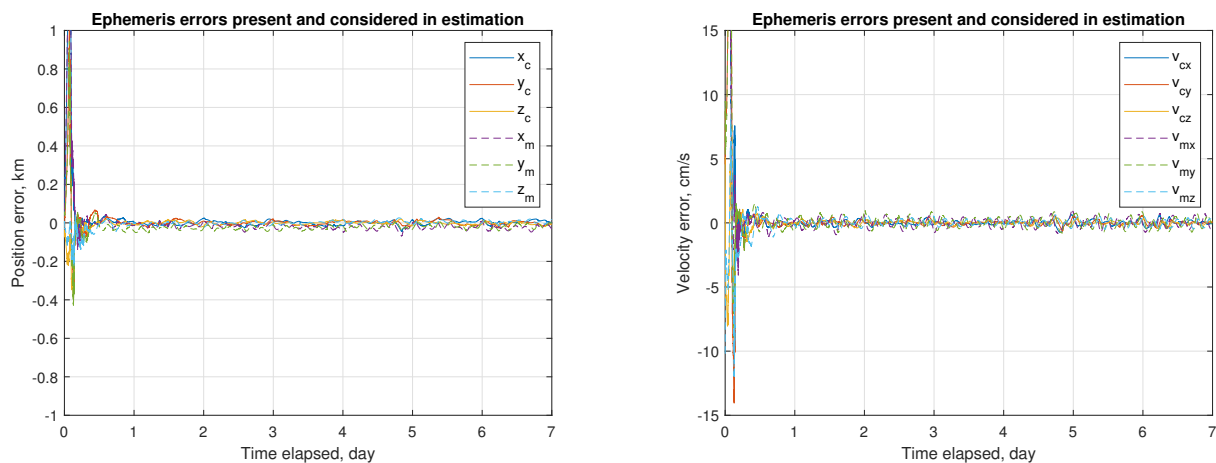 Ephemeris errors present and considered in estimation
Position error, km
1
0.8
0.6
0.4
0.2
0
-0.2
-0.4
-0.6
-0.8
-1
x_c
y_c
z_c
x_m
y_m
z_m
0 1 2 3 4 5 6 7
Time elapsed, day
Ephemeris errors present and considered in estimation
Velocity error, cm/s
15
10
5
0
-5
-10
-15
v_cx
v_cy
v_cz
v_mx
v_my
v_mz
0 1 2 3 4 5 6 7
Time elapsed, day